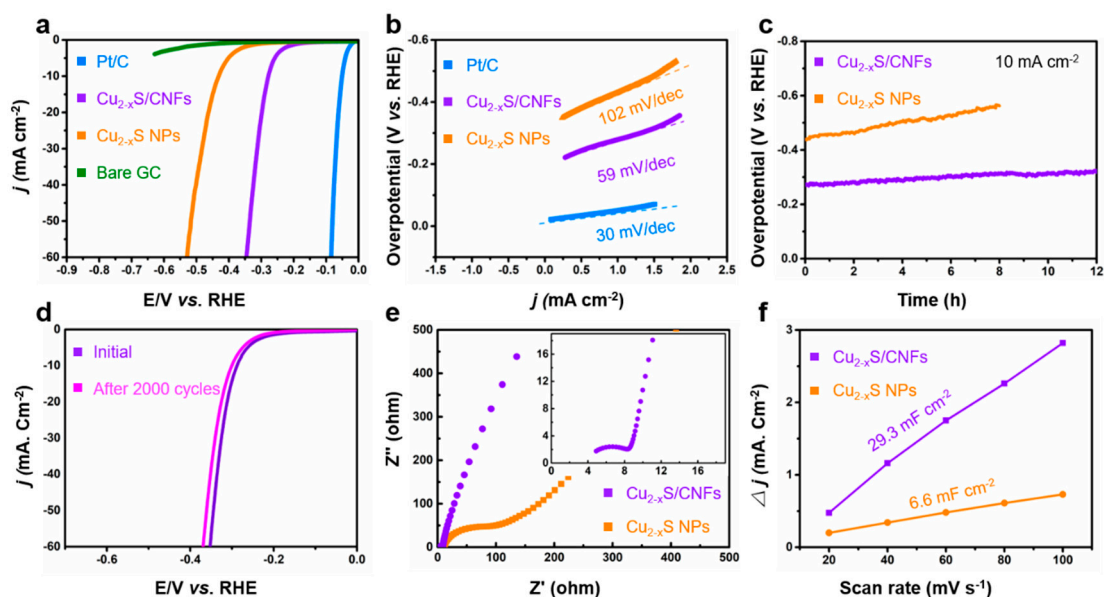 a
j (mA cm-2)
0
-10
-20
-30
-40
-50
-60
Pt/C
Cu2-xS/CNFs
Cu2-xS NPs
Bare GC
-0.9 -0.8 -0.7 -0.6 -0.5 -0.4 -0.3 -0.2 -0.1 0.0
E/V vs. RHE
b
Overpotential (V vs. RHE)
-0.6
-0.4
-0.2
0.0
Pt/C
Cu2-xS/CNFs
Cu2-xS NPs
102 mV/dec
59 mV/dec
30 mV/dec
-1.5 -1.0 -0.5 0.0 0.5 1.0 1.5 2.0 2.5
j (mA cm-2)
c
Overpotential (V vs. RHE)
-0.8
-0.6
-0.4
-0.2
0.0
Cu2-xS/CNFs
Cu2-xS NPs
10 mA cm-2
0 2 4 6 8 10 12
Time (h)
d
j (mA. Cm-2)
0
-10
-20
-30
-40
-50
-60
Initial
After 2000 cycles
-0.6 -0.4 -0.2 0.0
E/V vs. RHE
e
Z'' (ohm)
500
400
300
200
100
0
18
16
14
12
10
8
6
4
2
0
0 4 8 12 16
Cu2-xS/CNFs
Cu2-xS NPs
0 100 200 300 400 500
Z' (ohm)
f
△ j (mA. Cm-2)
3
2
1
0
Cu2-xS/CNFs
Cu2-xS NPs
29.3 mF cm-2
6.6 mF cm-2
20 40 60 80 100
Scan rate (mV s-1)